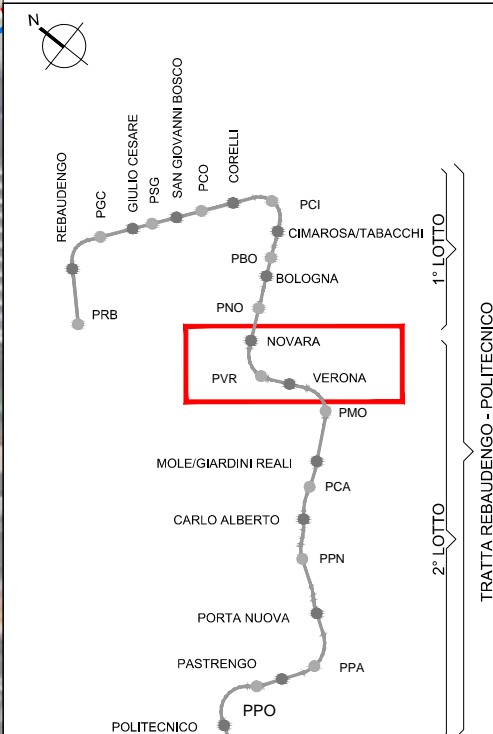 N
REBAUDENGO
PGC
GIULIO CESARE
PSG
SAN GIOVANNI BOSCO
PCO
CORELLI
PCI
CIMAROSA/TABACCHI
PBO
BOLOGNA
PRB
PNO
NOVARA
PVR
VERONA
PMO
MOLE/GIARDINI REALI
PCA
CARLO ALBERTO
PPN
PORTA NUOVA
PASTRENGO
PPA
PPO
POLITECNICO
1° LOTTO
2° LOTTO
TRATTA REBAUDENGO - POLITECNICO